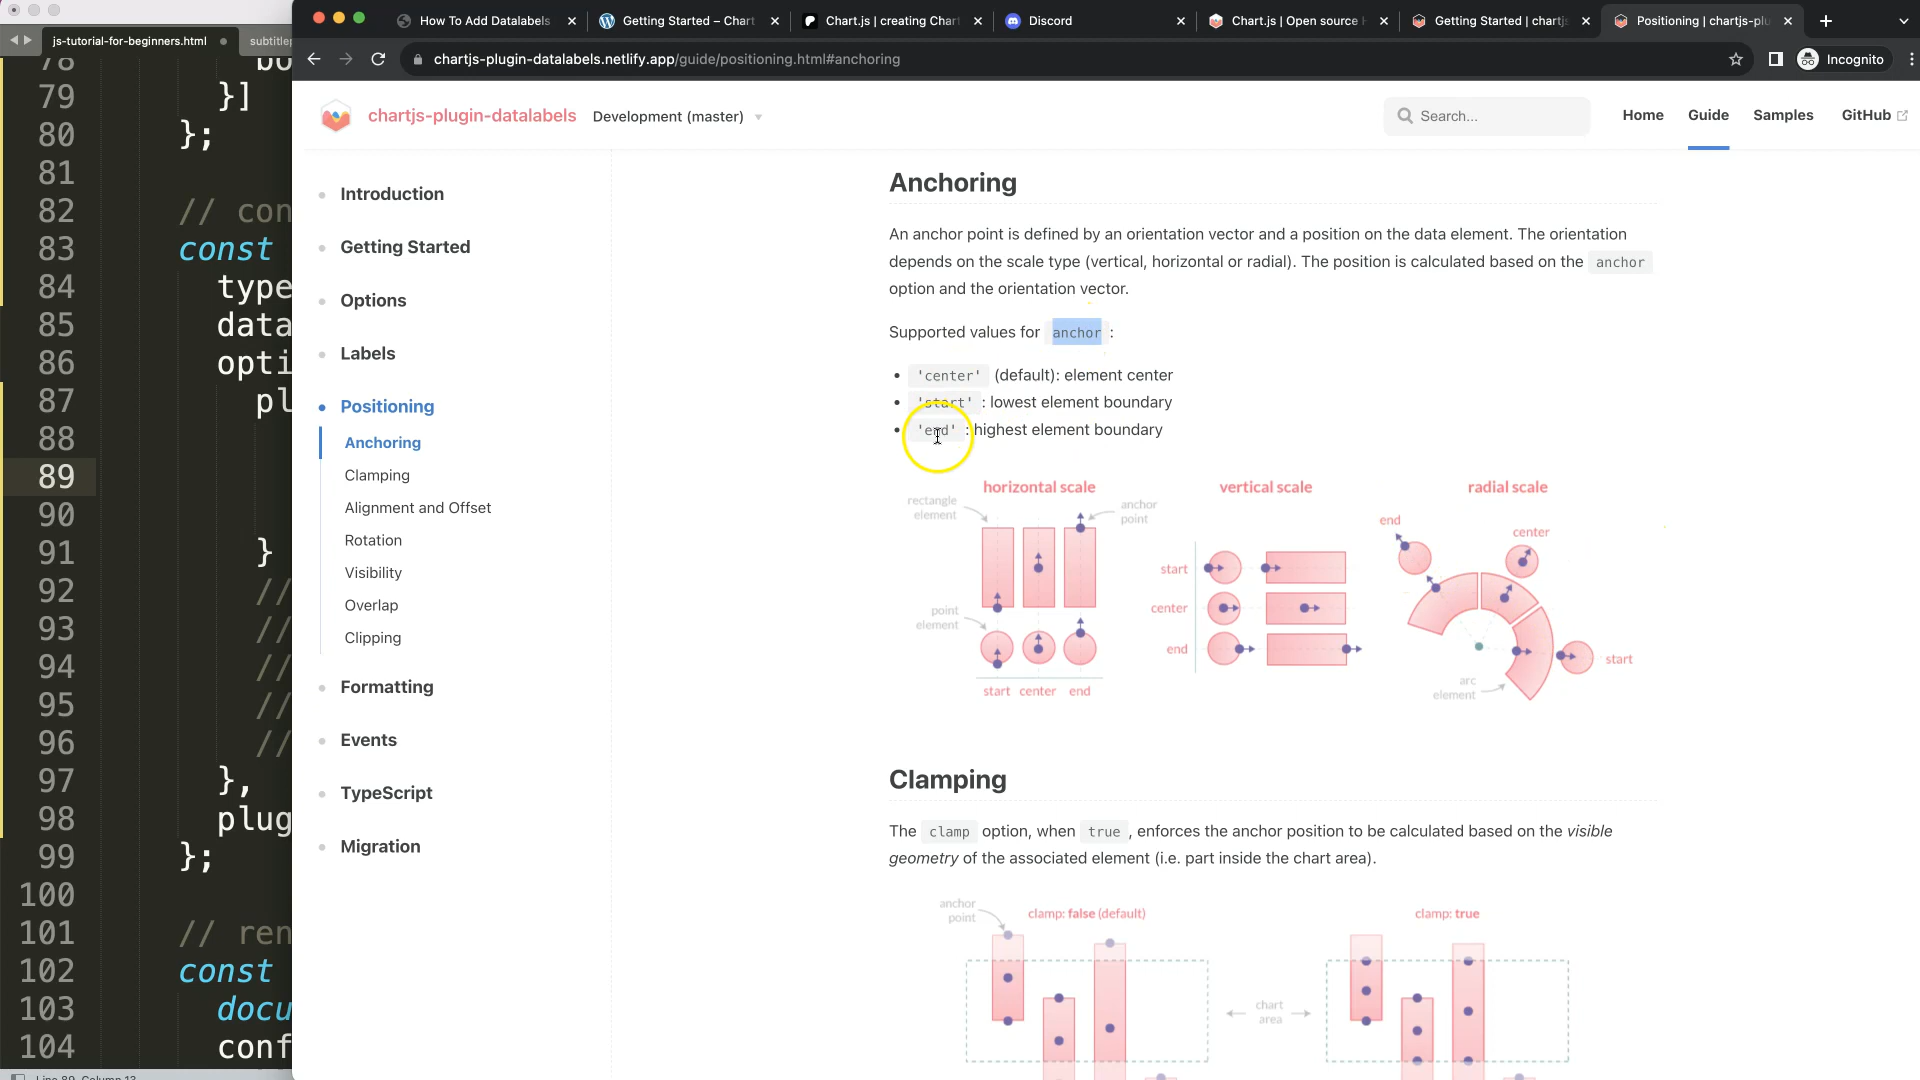 How To Add Datalabels
Getting Started – Chart
Chart.js | creating Chart
Discord
Chart.js | Open source H
Getting Started | chartjs
Positioning | chartjs-plu
js-tutorial-for-beginners.html
subtitlep
chartjs-plugin-datalabels.netlify.app/guide/positioning.html#anchoring
Incognito
chartjs-plugin-datalabels
Development (master)
Search...
Home
Guide
Samples
GitHub
78
79 }]
80 };
81
82 // con
83 const
84 type
85 data
86 opti
87 pl
88
89
90
91 }
92 //
93 //
94 //
95 //
96 //
97 },
98 plug
99 };
100
101 // ren
102 const
103 docu
104 conf
Introduction
Getting Started
Options
Labels
Positioning
Anchoring
Clamping
Alignment and Offset
Rotation
Visibility
Overlap
Clipping
Formatting
Events
TypeScript
Migration
Anchoring
An anchor point is defined by an orientation vector and a position on the data element. The orientation
depends on the scale type (vertical, horizontal or radial). The position is calculated based on the anchor
option and the orientation vector.
Supported values for anchor :
'center' (default): element center
'start' : lowest element boundary
'end' : highest element boundary
horizontal scale
rectangle
element
anchor
point
point
element
start center end
vertical scale
start
center
end
radial scale
end
center
start
arc
element
Clamping
The clamp option, when true , enforces the anchor position to be calculated based on the visible
geometry of the associated element (i.e. part inside the chart area).
anchor
point
clamp: false (default)
clamp: true
chart
area